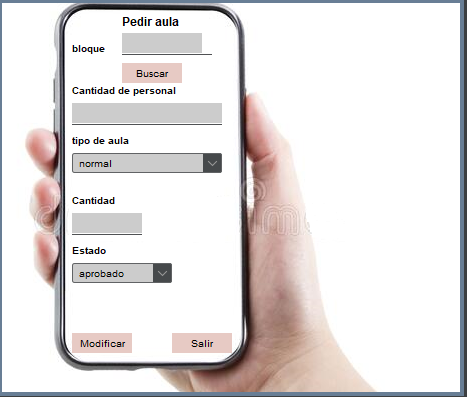 Pedir aula
bloque
Buscar
Cantidad de personal
tipo de aula
normal
Cantidad
Estado
aprobado
Modificar
Salir